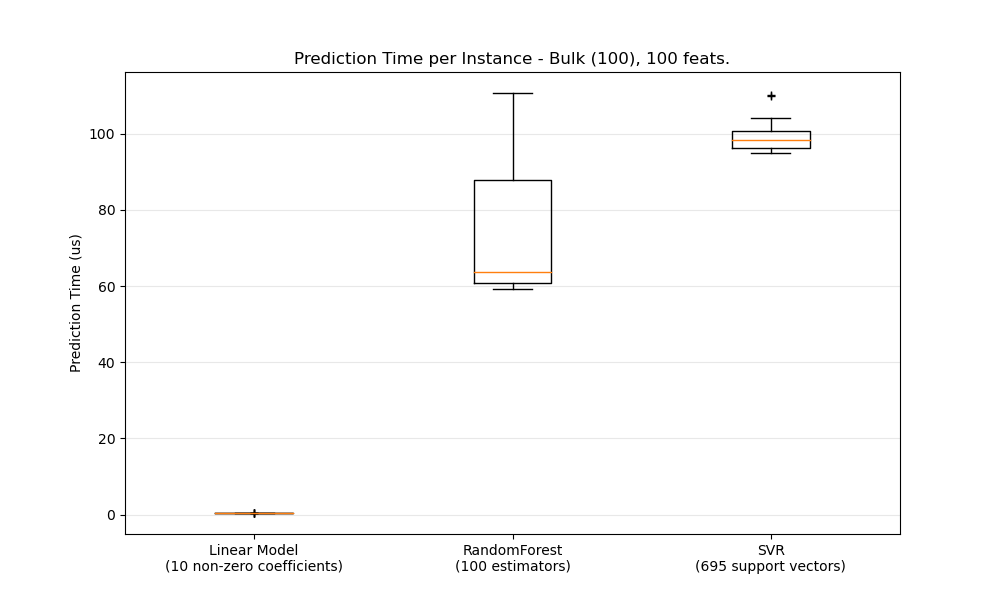 Prediction Time per Instance - Bulk (100), 100 feats.
Prediction Time (us)
100
80
60
40
20
0
Linear Model
(10 non-zero coefficients)
RandomForest
(100 estimators)
SVR
(695 support vectors)